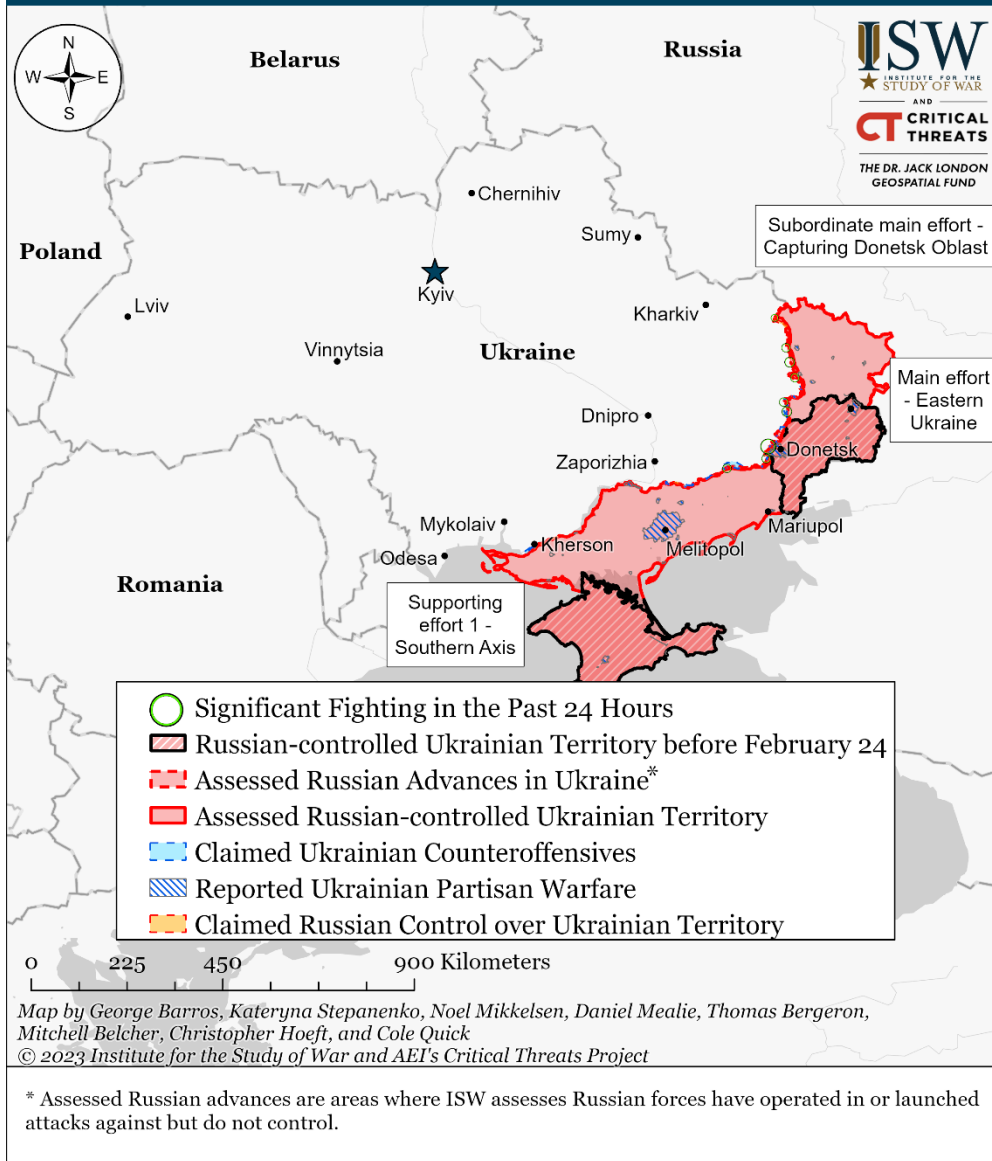 N
W
E
S
Belarus
Russia
ISW
INSTITUTE FOR THE
STUDY OF WAR
AND
CT CRITICAL
THREATS
THE DR. JACK LONDON
GEOSPATIAL FUND
Chernihiv
Sumy
Subordinate main effort -
Capturing Donetsk Oblast
Poland
Kyiv
Lviv
Kharkiv
Vinnytsia
Ukraine
Main effort
- Eastern
Ukraine
Dnipro
Donetsk
Zaporizhia
Mariupol
Mykolaiv
Kherson
Melitopol
Odesa
Romania
Supporting
effort 1 -
Southern Axis
Significant Fighting in the Past 24 Hours
Russian-controlled Ukrainian Territory before February 24
Assessed Russian Advances in Ukraine*
Assessed Russian-controlled Ukrainian Territory
Claimed Ukrainian Counteroffensives
Reported Ukrainian Partisan Warfare
Claimed Russian Control over Ukrainian Territory
0 225 450 900 Kilometers
Map by George Barros, Kateryna Stepanenko, Noel Mikkelsen, Daniel Mealie, Thomas Bergeron,
Mitchell Belcher, Christopher Hoeft, and Cole Quick
© 2023 Institute for the Study of War and AEI's Critical Threats Project
* Assessed Russian advances are areas where ISW assesses Russian forces have operated in or launched
attacks against but do not control.